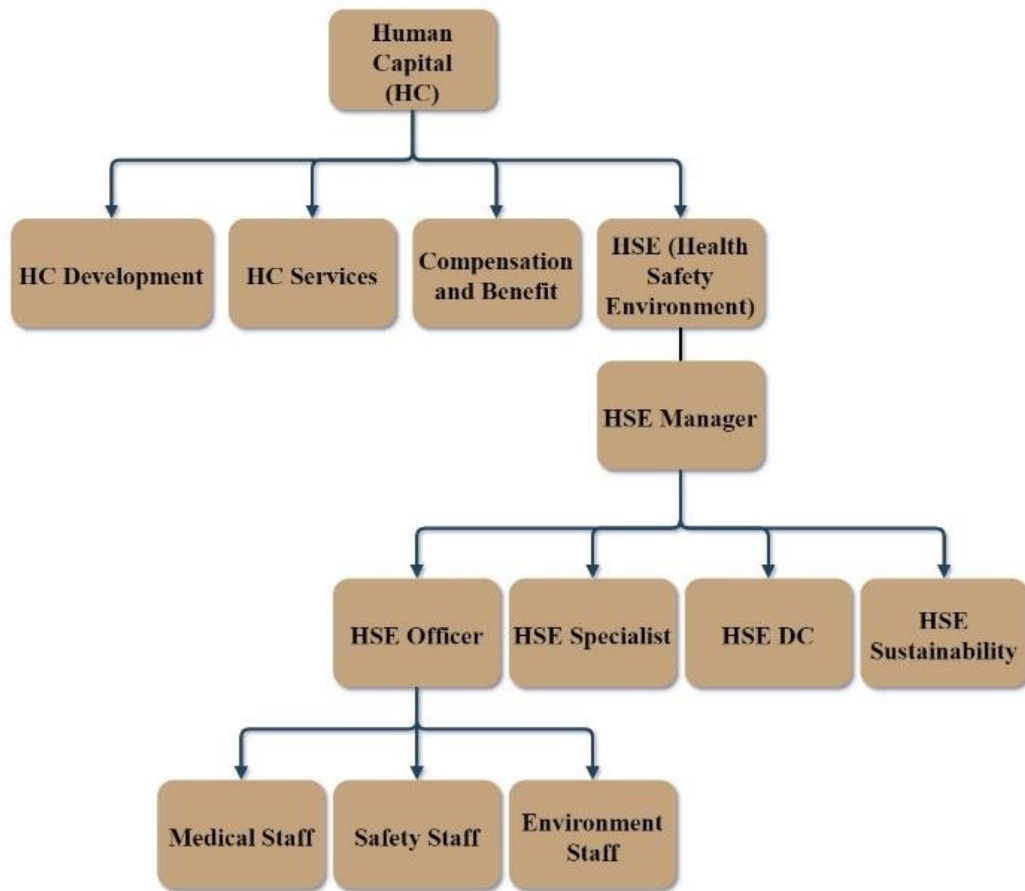 Human
Capital
(HC)
HC Development
HC Services
Compensation
and Benefit
HSE (Health
Safety
Environment)
HSE Manager
HSE Officer
HSE Specialist
HSE DC
HSE
Sustainability
Medical Staff
Safety Staff
Environment
Staff